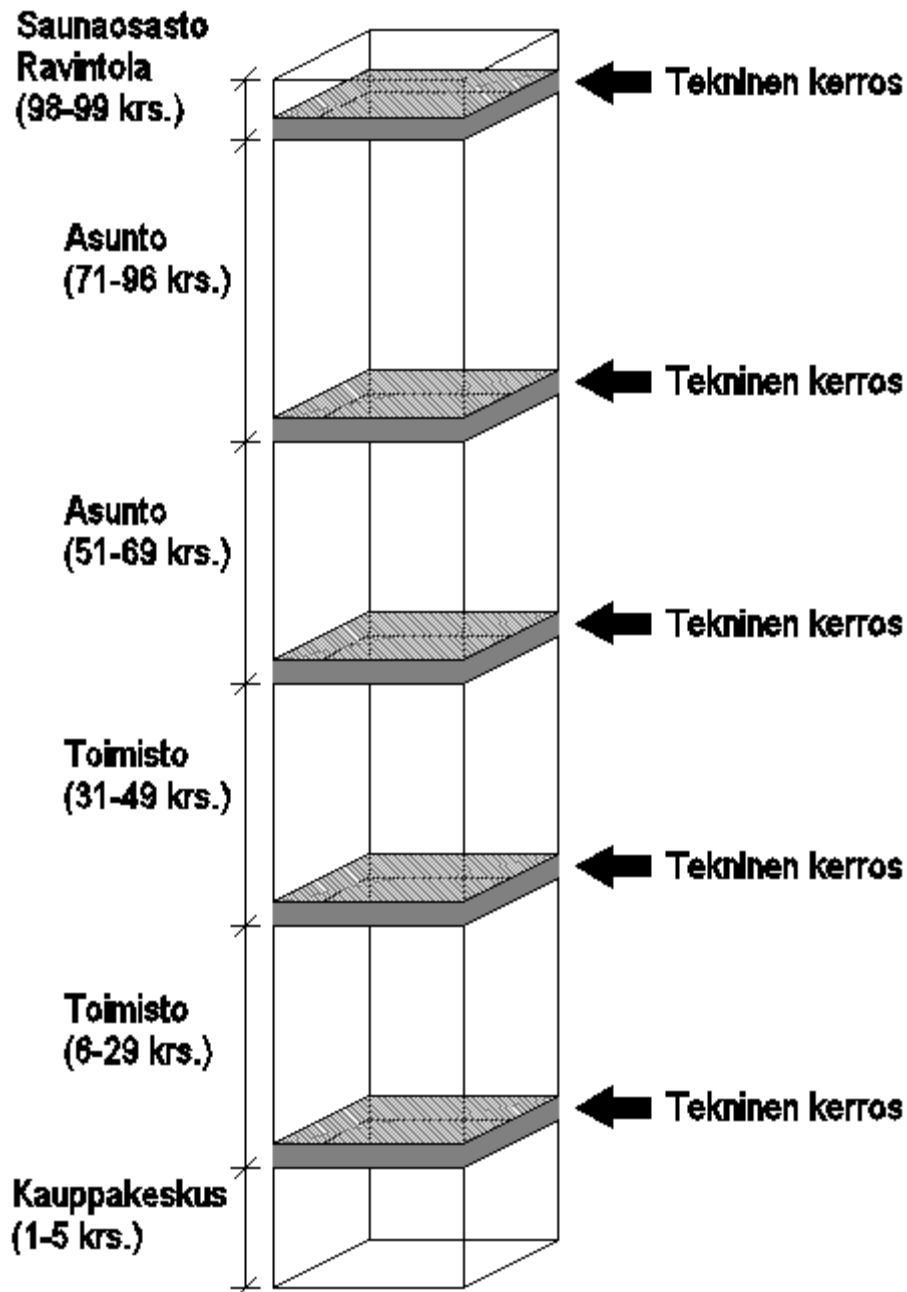 Saunaosasto
Ravintola
(98-99 krs.)
Tekninen kerros
Asunto
(71-96 krs.)
Tekninen kerros
Asunto
(51-69 krs.)
Tekninen kerros
Toimisto
(31-49 krs.)
Tekninen kerros
Toimisto
(6-29 krs.)
Tekninen kerros
Kauppakeskus
(1-5 krs.)